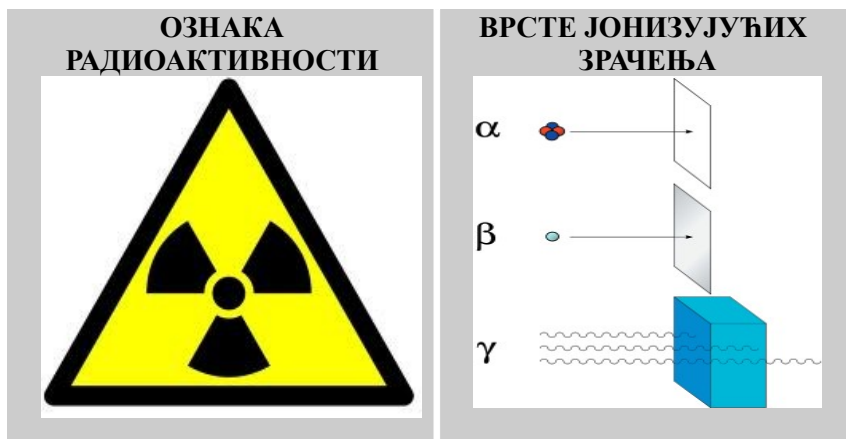 ОЗНАКА
РАДИОАКТИВНОСТИ
ВРСТЕ ЈОНИЗУЈУЋИХ
ЗРАЧЕЊА
α
β
γ